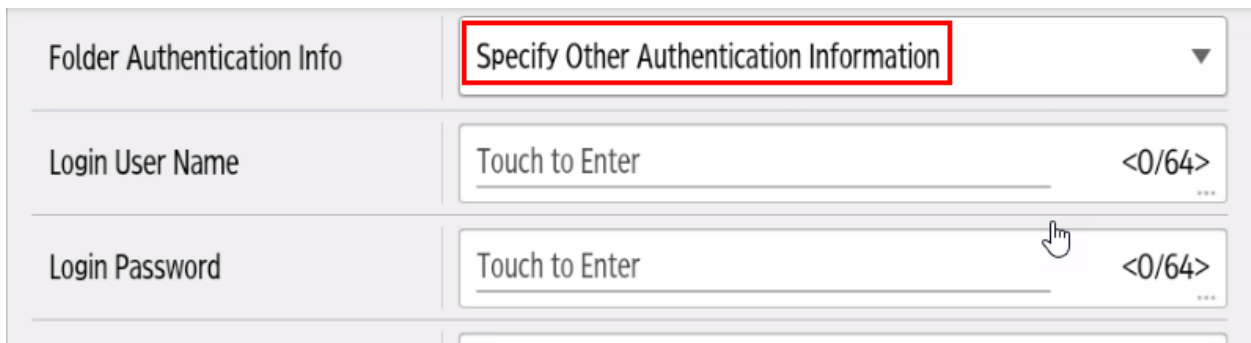 Folder Authentication Info
Specify Other Authentication Information
Login User Name
Touch to Enter
<0/64>
Login Password
Touch to Enter
<0/64>